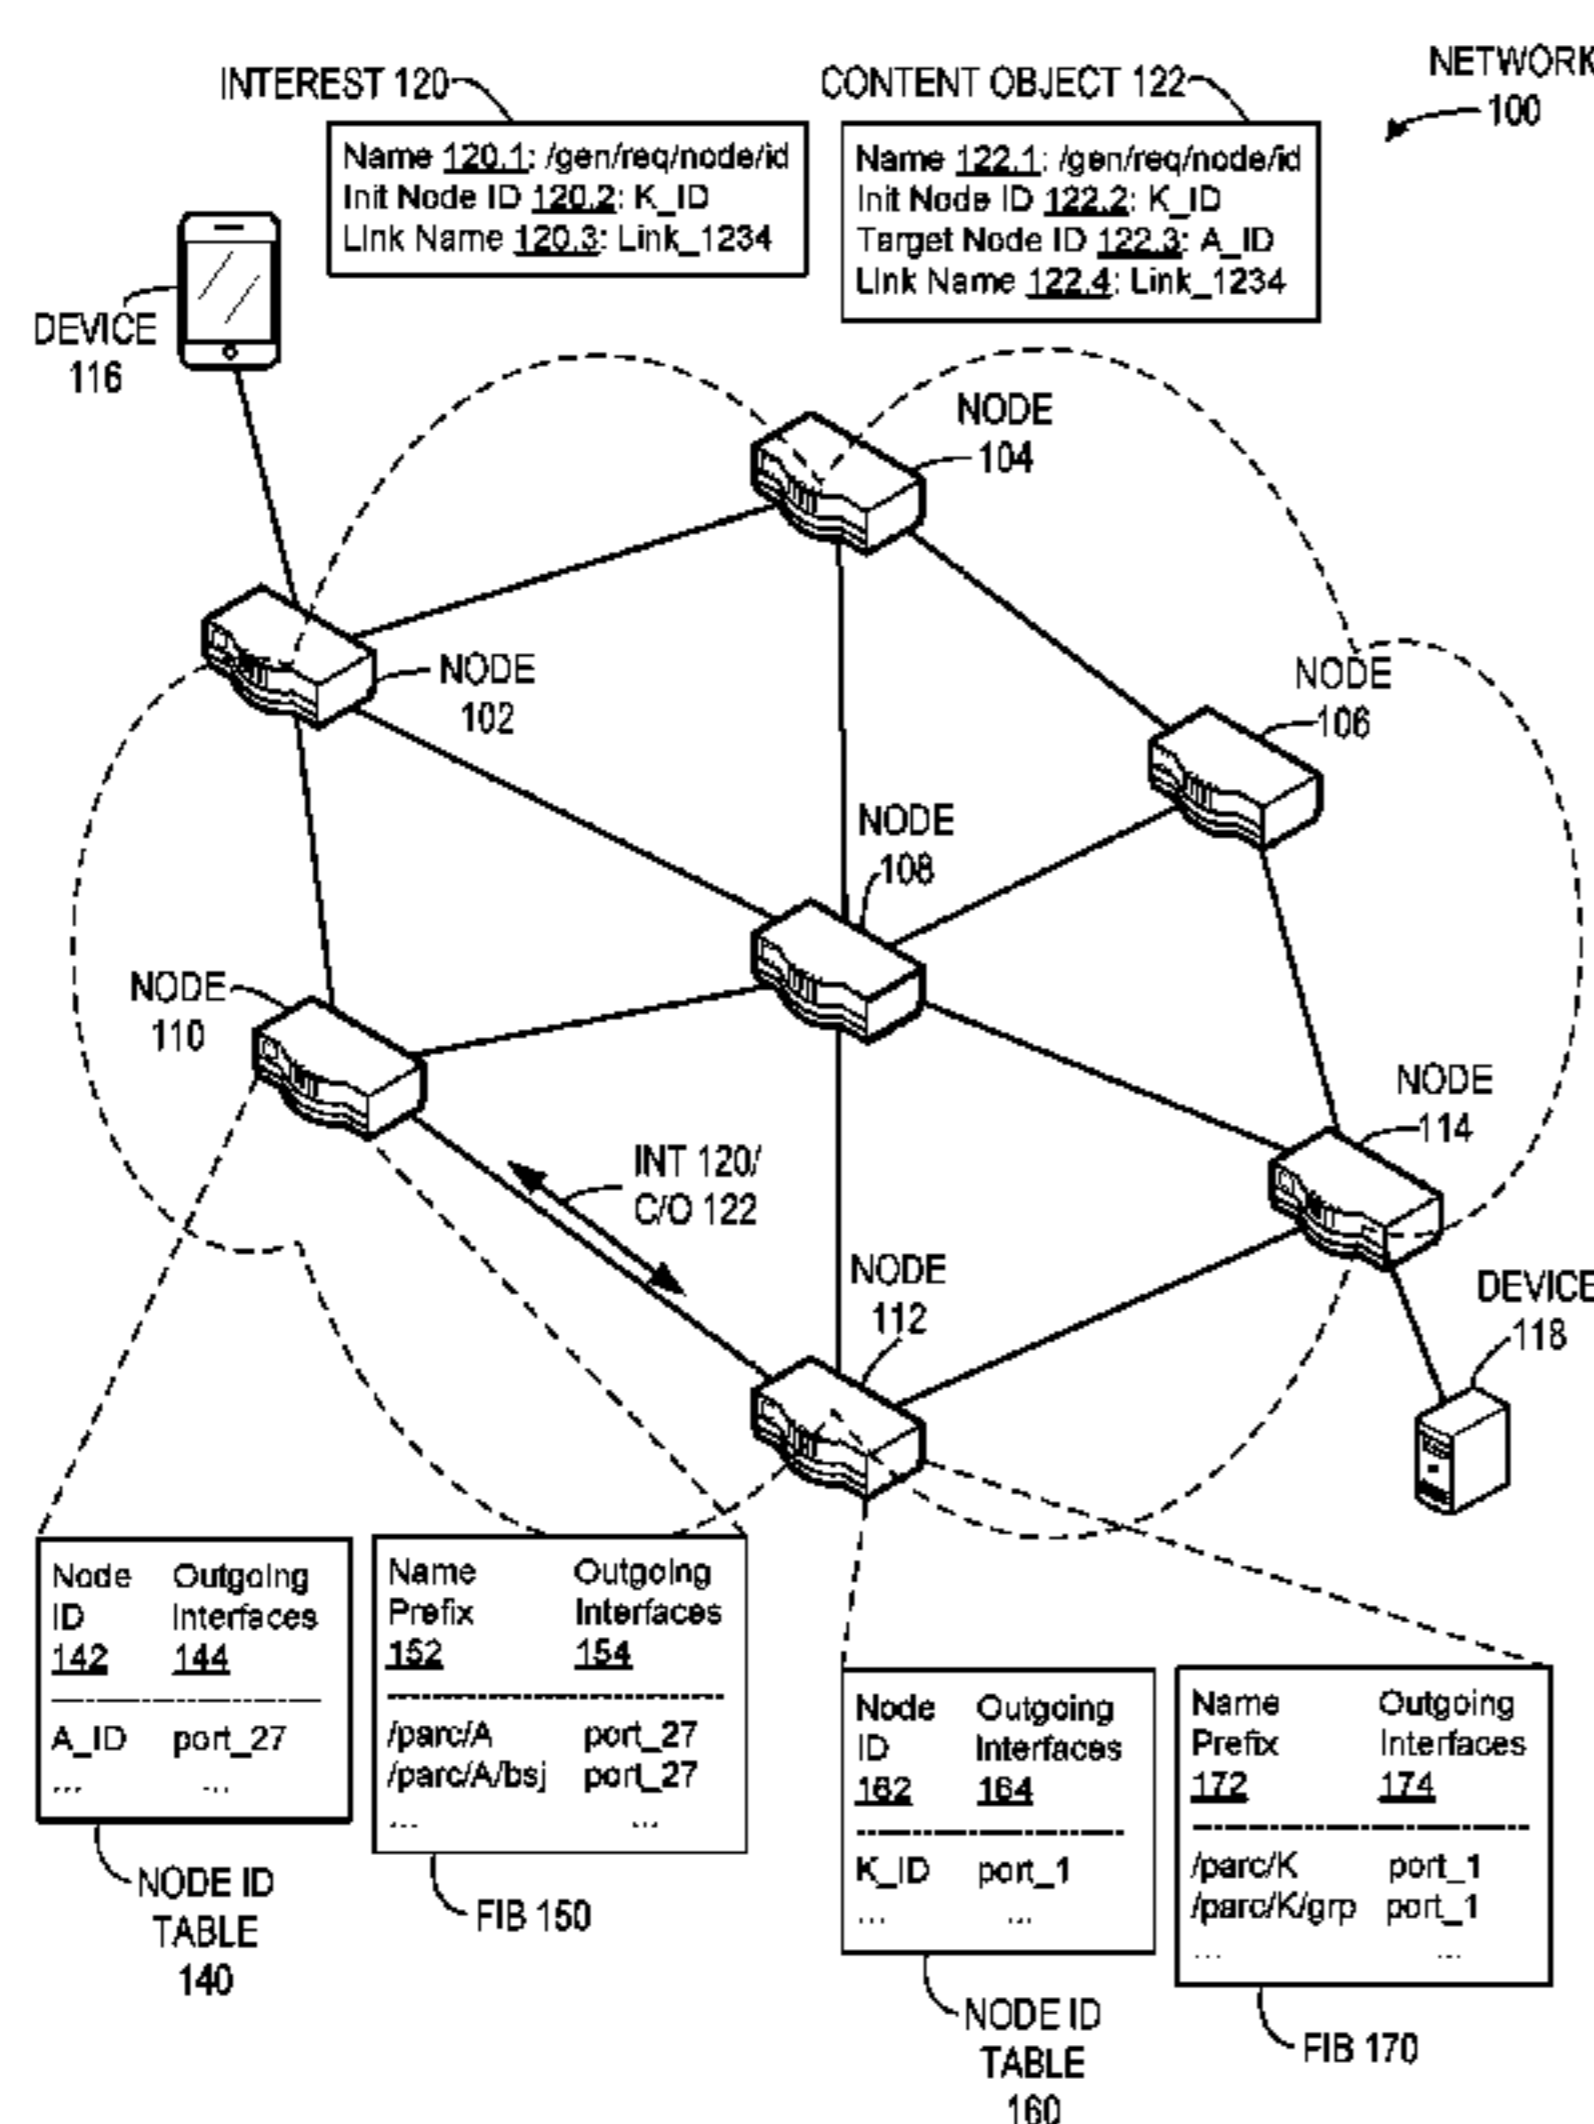 NETWORK
100
INTEREST 120
CONTENT OBJECT 122
Name 120.1: /gen/req/node/id
Init Node ID 120.2: K_ID
Link Name 120.3: Link_1234
Name 122.1: /gen/req/node/id
Init Node ID 122.2: K_ID
Target Node ID 122.3: A_ID
Link Name 122.4: Link_1234
DEVICE
116
NODE
104
NODE
102
NODE
106
NODE
108
NODE
110
NODE
114
INT 120/
C/O 122
NODE
112
DEVICE
118
Node Outgoing
ID Interfaces
142 144
A_ID port_27
... ...
NODE ID
TABLE
140
Name Outgoing
Prefix Interfaces
152 154
/parc/A port_27
/parc/A/bsj port_27
... ...
FIB 150
Node Outgoing
ID Interfaces
162 164
K_ID port_1
... ...
NODE ID
TABLE
160
Name Outgoing
Prefix Interfaces
172 174
/parc/K port_1
/parc/K/grp port_1
... ...
FIB 170